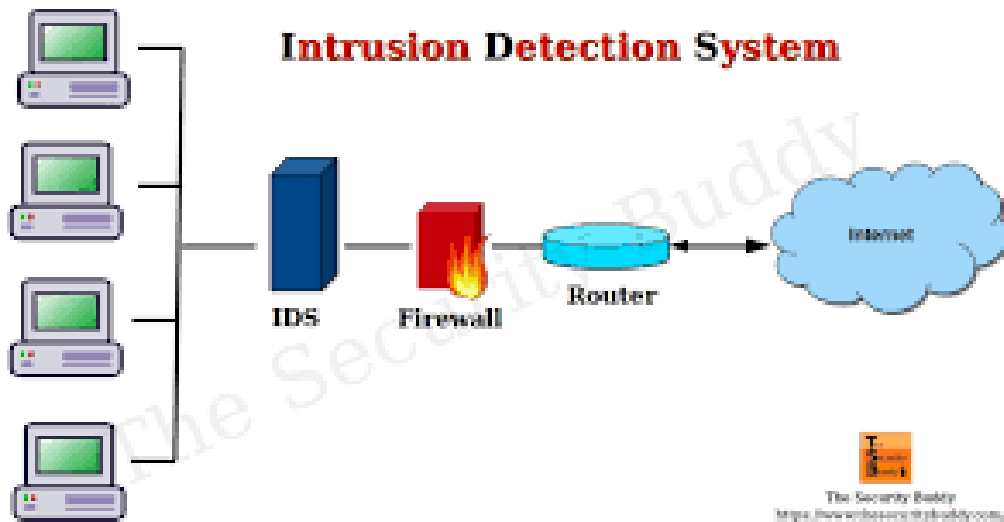 Intrusion Detection System
The Security Buddy
Internet
IDS
Firewall
Router
The Security Buddy